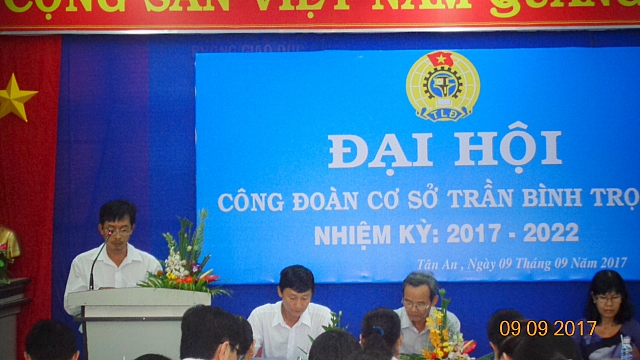 CỘNG SẢN VIỆT NAM QUANG
TLĐ
ĐẠI HỘI
CÔNG ĐOÀN CƠ SỞ TRẦN BÌNH TRỌ
NHIỆM KỲ: 2017 - 2022
Tân An , Ngày 09 Tháng 09 Năm 2017
09 09 2017